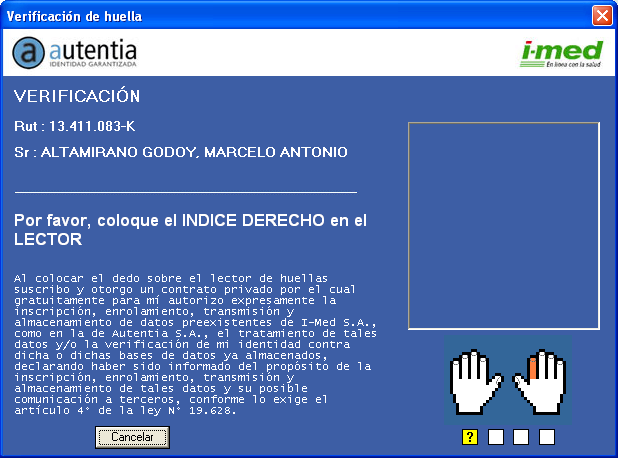 Verificación de huella
a autentia
IDENTIDAD GARANTIZADA
i-med
En línea con la salud
VERIFICACIÓN
Rut : 13.411.083-K
Sr : ALTAMIRANO GODOY, MARCELO ANTONIO
Por favor, coloque el INDICE DERECHO en el
LECTOR
Al colocar el dedo sobre el lector de huellas
suscribo y otorgo un contrato privado por el cual
gratuitamente para mí autorizo expresamente la
inscripción, enrolamiento, transmisión y
almacenamiento de datos preexistentes de I-Med S.A.,
como en la de Autentia S.A., el tratamiento de tales
datos y/o la verificación de mi identidad contra
dicha o dichas bases de datos ya almacenados,
declarando haber sido informado del propósito de la
inscripción, enrolamiento, transmisión y
almacenamiento de tales datos y su posible
comunicación a terceros, conforme lo exige el
artículo 4° de la ley N° 19.628.
?
Cancelar